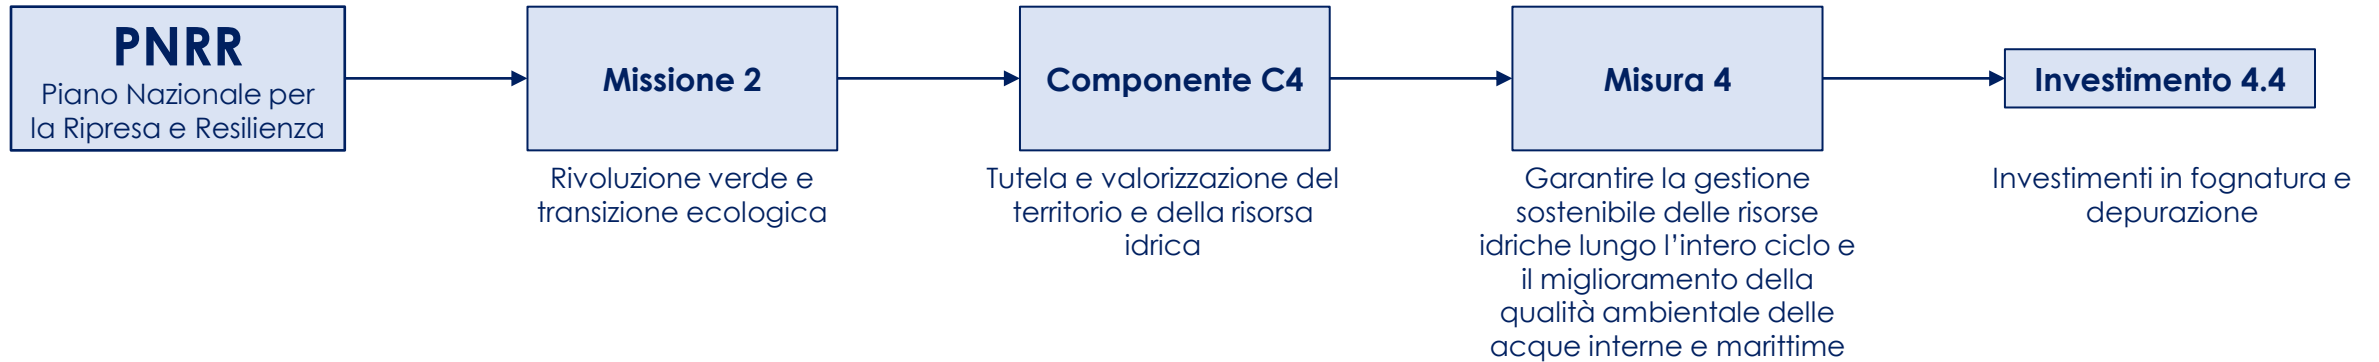 PNRR
Piano Nazionale per
la Ripresa e Resilienza
Missione 2
Rivoluzione verde e
transizione ecologica
Componente C4
Tutela e valorizzazione del
territorio e della risorsa
idrica
Misura 4
Garantire la gestione
sostenibile delle risorse
idriche lungo l’intero ciclo e
il miglioramento della
qualità ambientale delle
acque interne e marittime
Investimento 4.4
Investimenti in fognatura e
depurazione